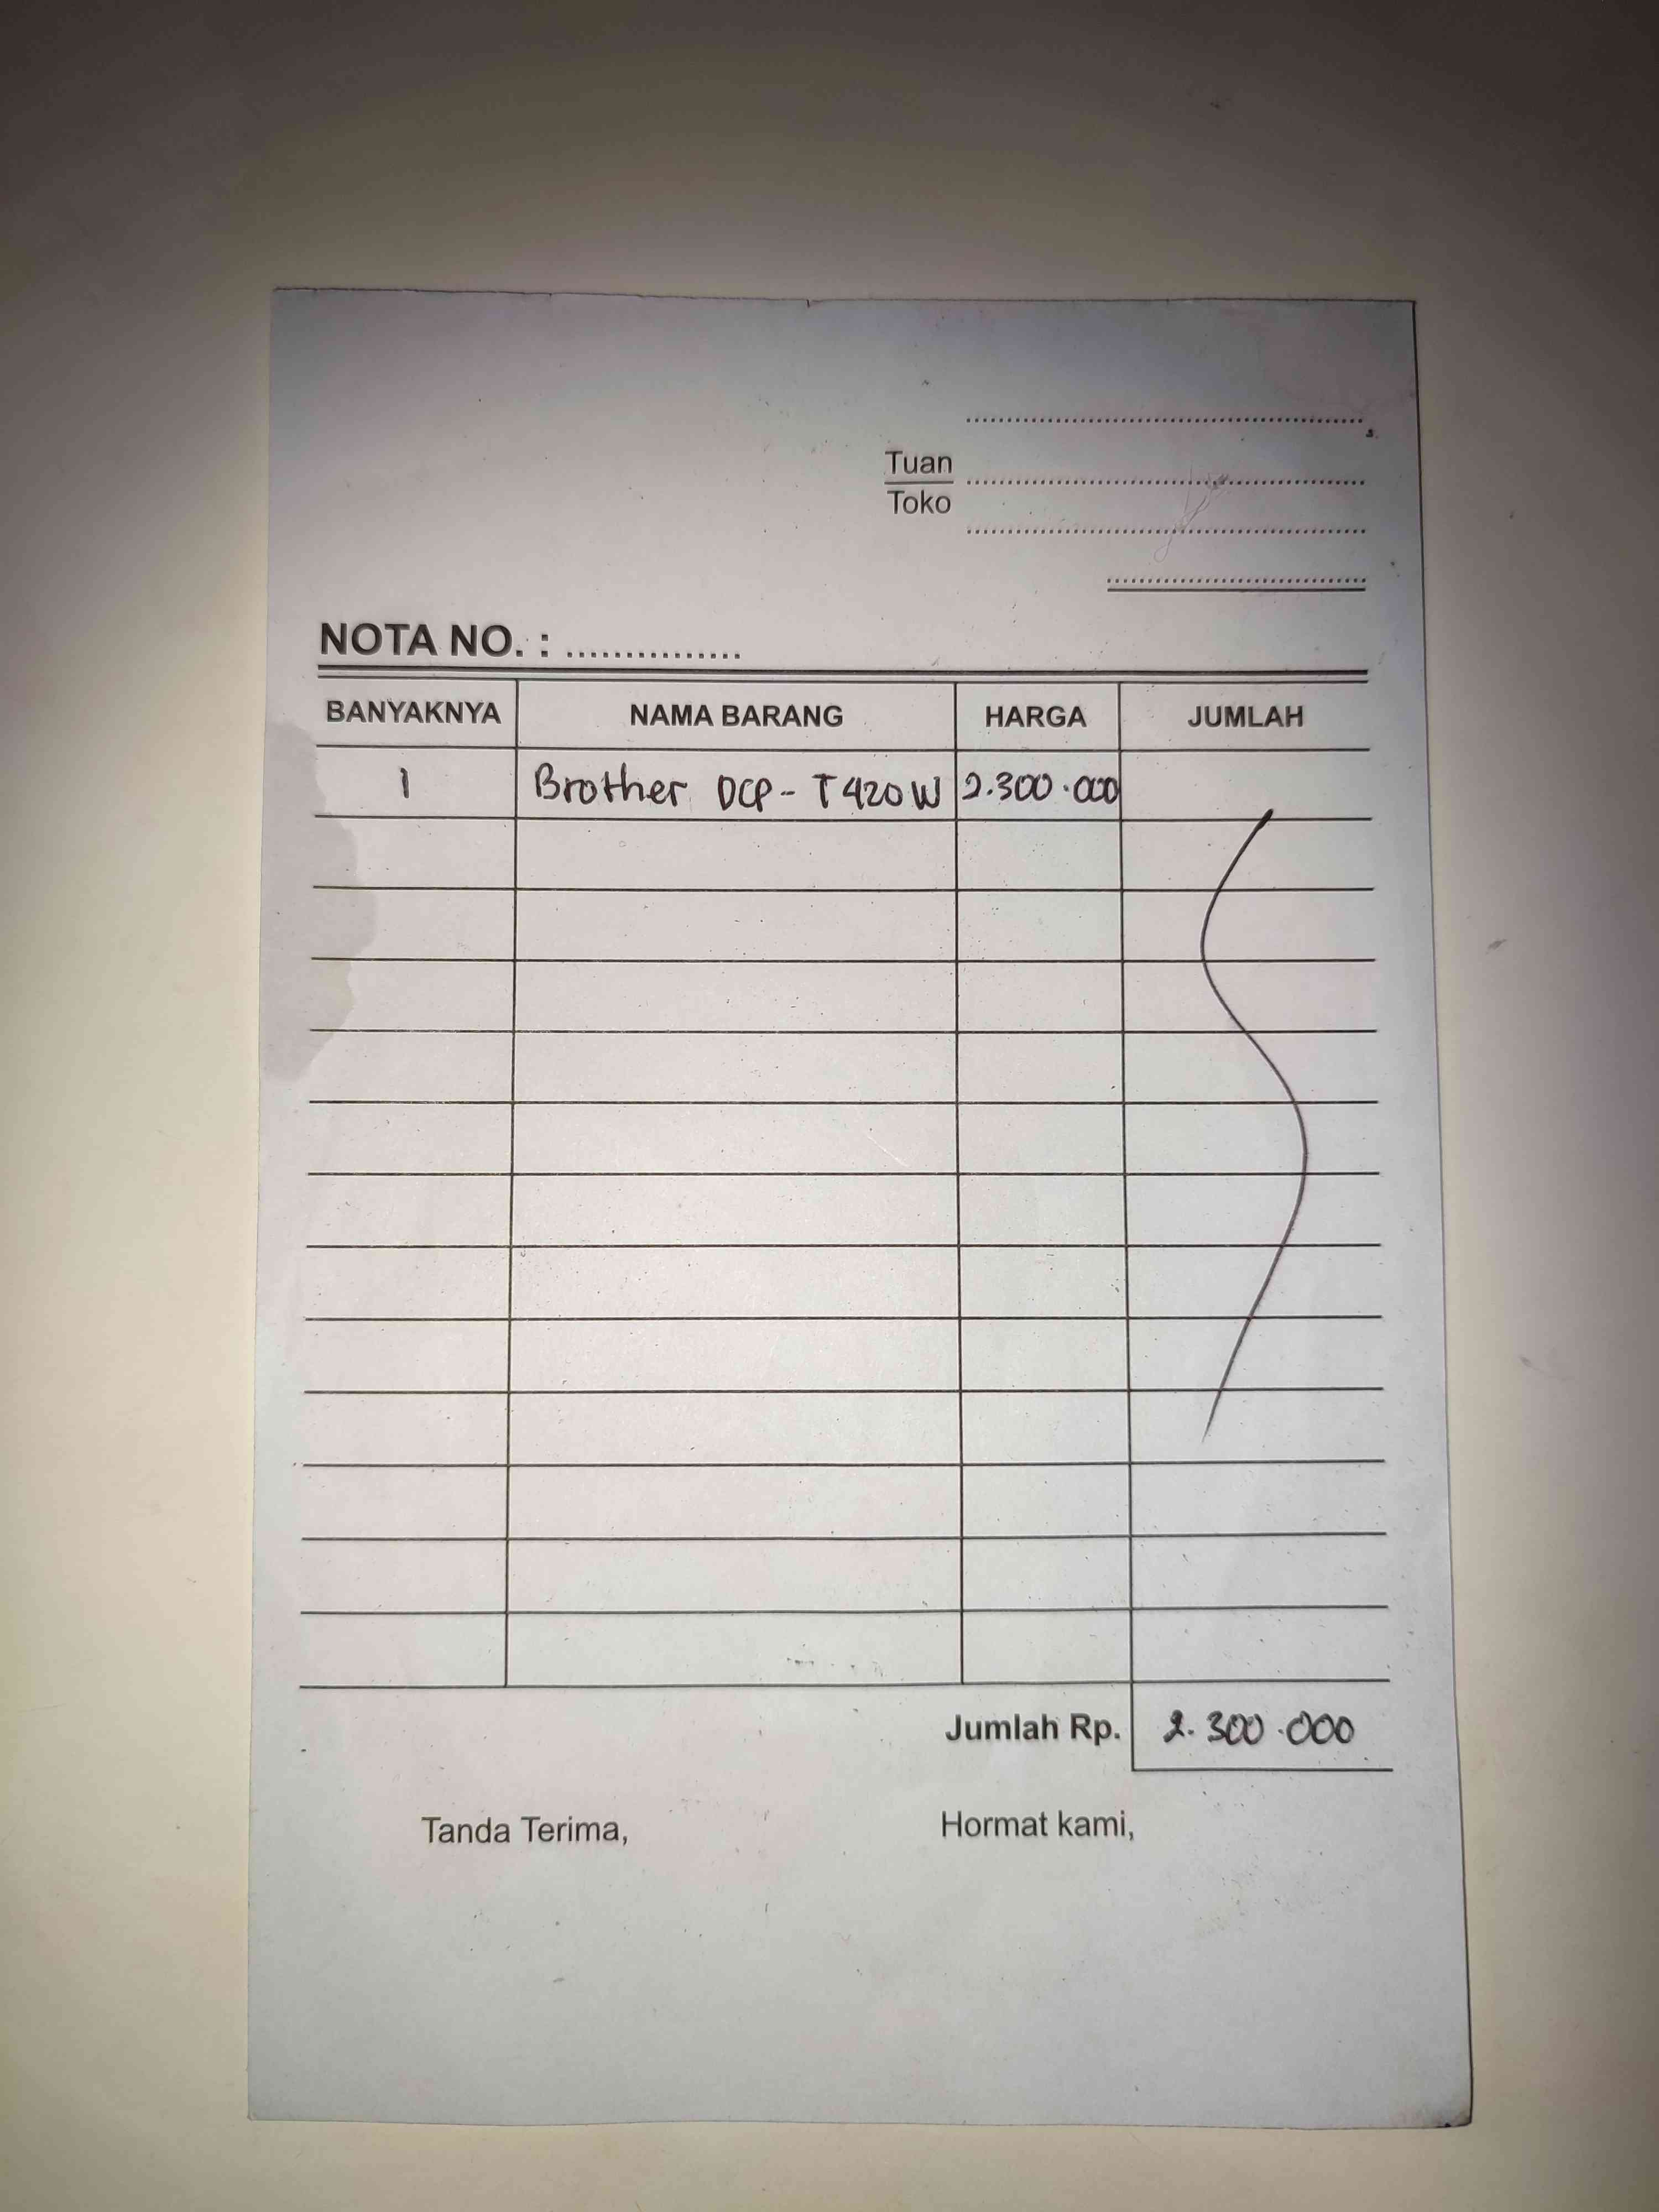 Tuan
Toko
NOTA NO. : ...............
BANYAKNYA NAMA BARANG HARGA JUMLAH
1 Brother DCP- T420W 2.300.000
Jumlah Rp. 2.300.000
Tanda Terima, Hormat kami,